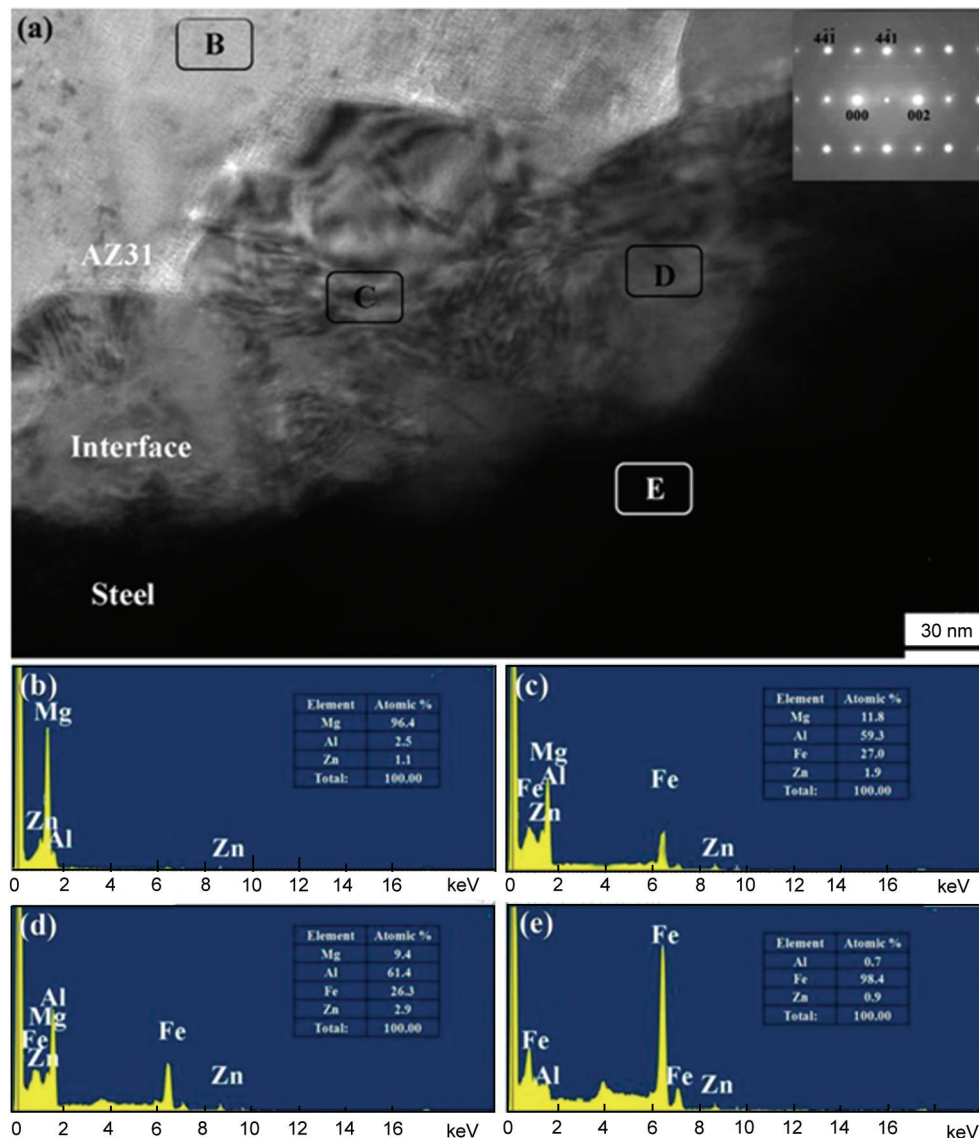 (a)
B
44̄1̄ 44̄1
000 002
AZ31
C
D
Interface
E
Steel
30 nm
(b)
Mg
Zn
Al
Zn
Element Atomic %
Mg 96.4
Al 2.5
Zn 1.1
Total: 100.00
0 2 4 6 8 10 12 14 16 keV
(c)
Mg
Al
Fe
Zn
Fe
Zn
Element Atomic %
Mg 11.8
Al 59.3
Fe 27.0
Zn 1.9
Total: 100.00
0 2 4 6 8 10 12 14 16 keV
(d)
Al
Mg
Fe
Zn
Fe
Zn
Element Atomic %
Mg 9.4
Al 61.4
Fe 26.3
Zn 2.9
Total: 100.00
0 2 4 6 8 10 12 14 16 keV
(e)
Fe
Fe
Al
Fe
Zn
Element Atomic %
Al 0.7
Fe 98.4
Zn 0.9
Total: 100.00
0 2 4 6 8 10 12 14 16 keV